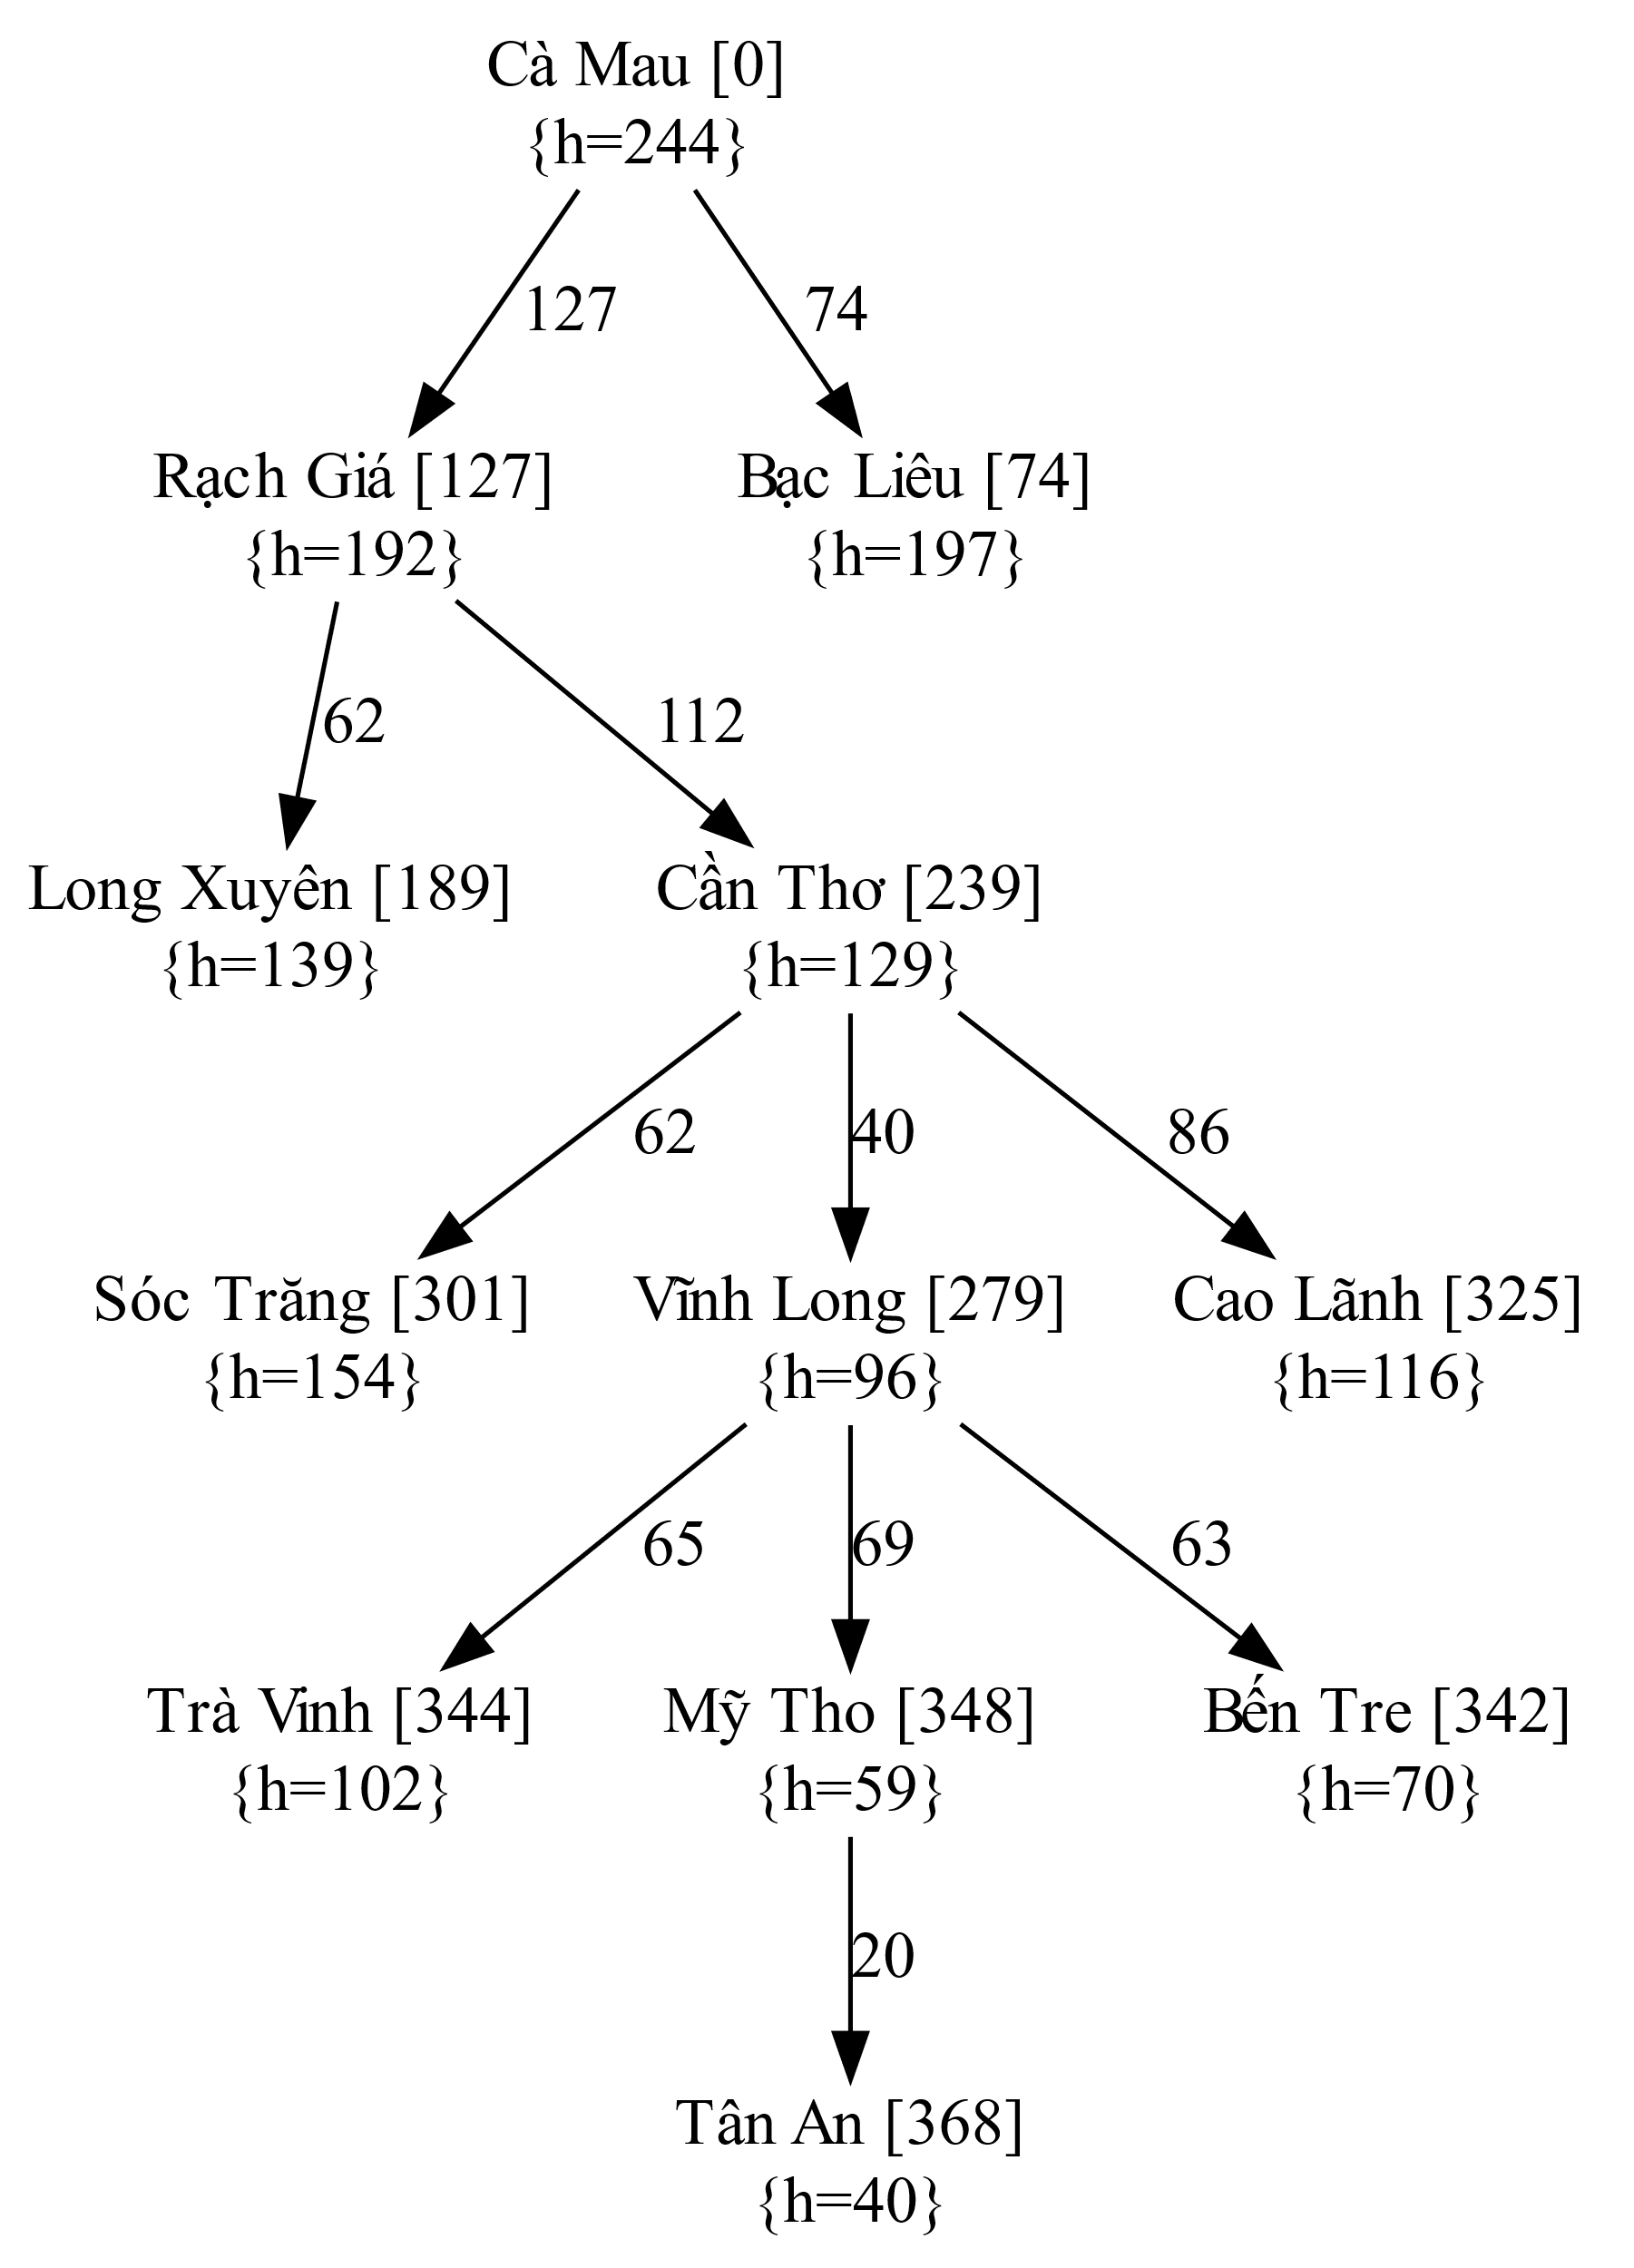 Cà Mau [0]
{h=244}
127
74
Rạch Giá [127]
{h=192}
Bạc Liêu [74]
{h=197}
62
112
Long Xuyên [189]
{h=139}
Cần Thơ [239]
{h=129}
62
40
86
Sóc Trăng [301]
{h=154}
Vĩnh Long [279]
{h=96}
Cao Lãnh [325]
{h=116}
65
69
63
Trà Vinh [344]
{h=102}
Mỹ Tho [348]
{h=59}
Bến Tre [342]
{h=70}
20
Tân An [368]
{h=40}